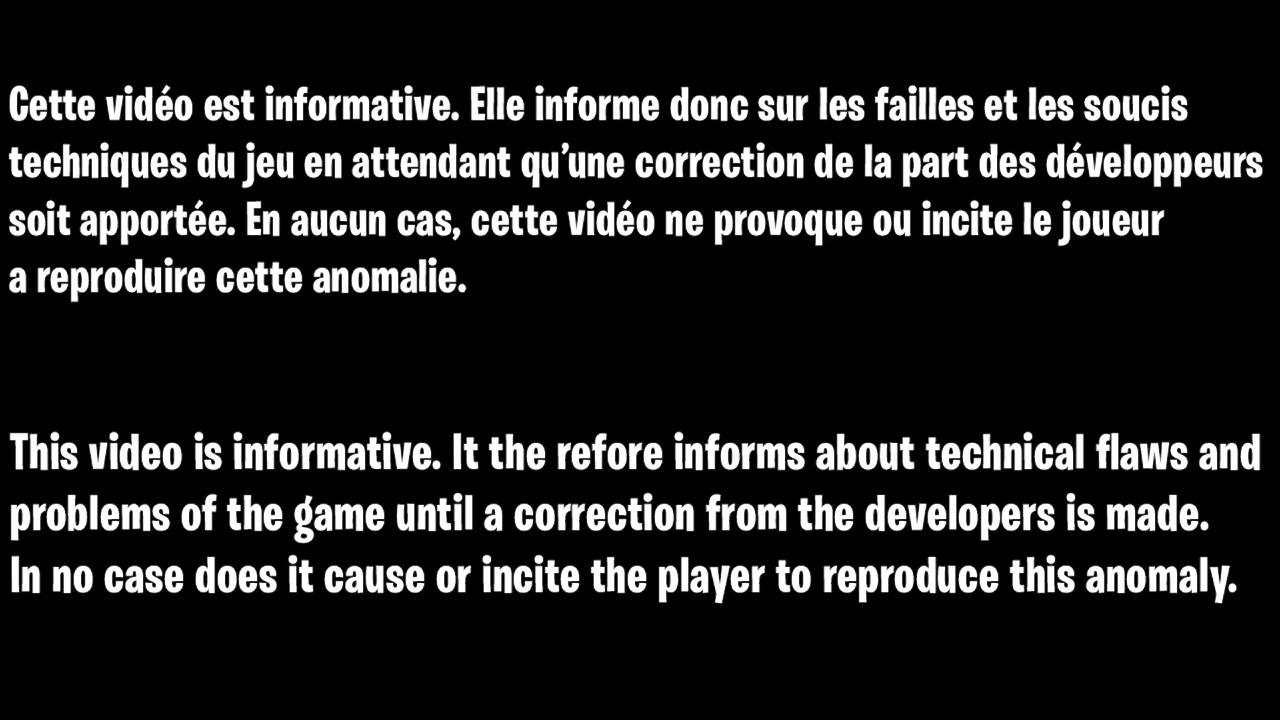 Cette vidéo est informative. Elle informe donc sur les failles et les soucis
techniques du jeu en attendant qu’une correction de la part des développeurs
soit apportée. En aucun cas, cette vidéo ne provoque ou incite le joueur
a reproduire cette anomalie.
This video is informative. It the refore informs about technical flaws and
problems of the game until a correction from the developers is made.
In no case does it cause or incite the player to reproduce this anomaly.